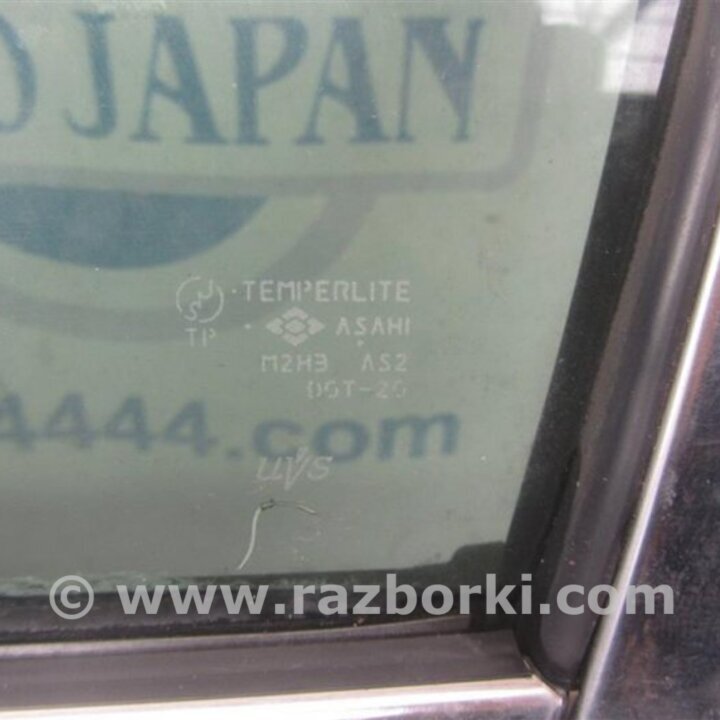 JAPAN
TEMPERLITE
TP
ASAHI
M2H3 AS2
DOT-20
4444.com
© www.razborki.com